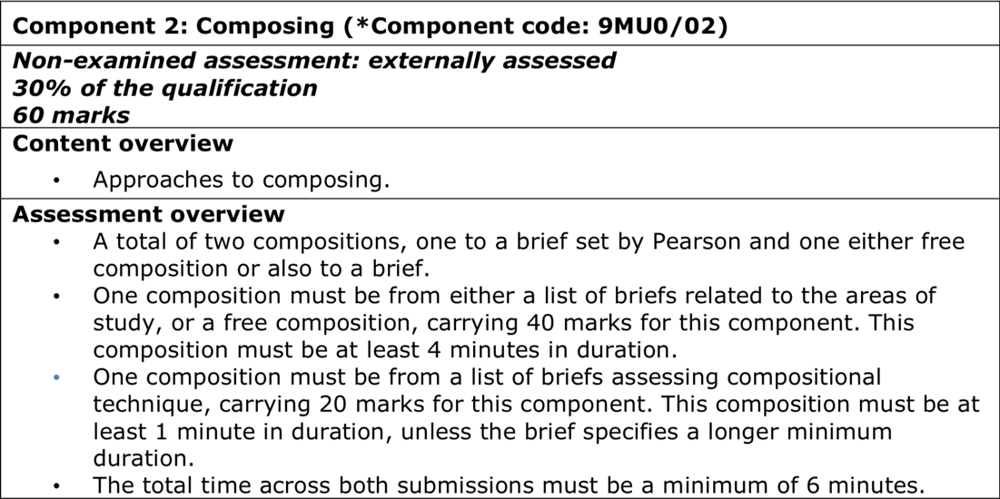 Component 2: Composing (*Component code: 9MU0/02)
Non-examined assessment: externally assessed
30% of the qualification
60 marks
Content overview
• Approaches to composing.
Assessment overview
• A total of two compositions, one to a brief set by Pearson and one either free
composition or also to a brief.
• One composition must be from either a list of briefs related to the areas of
study, or a free composition, carrying 40 marks for this component. This
composition must be at least 4 minutes in duration.
• One composition must be from a list of briefs assessing compositional
technique, carrying 20 marks for this component. This composition must be at
least 1 minute in duration, unless the brief specifies a longer minimum
duration.
• The total time across both submissions must be a minimum of 6 minutes.